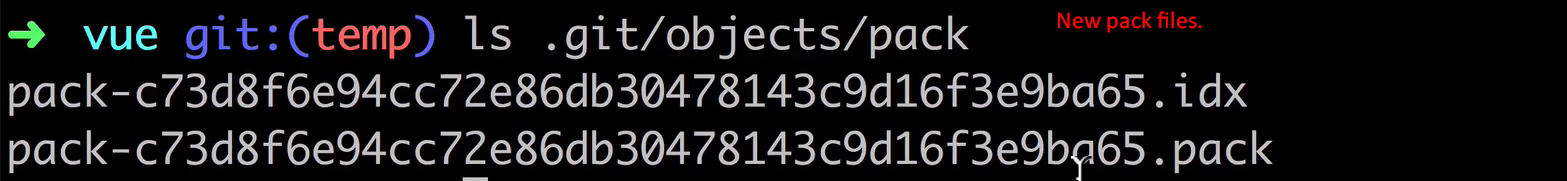 ➜ vue git:(temp) ls .git/objects/pack
New pack files.
pack-c73d8f6e94cc72e86db30478143c9d16f3e9ba65.idx
pack-c73d8f6e94cc72e86db30478143c9d16f3e9ba65.pack